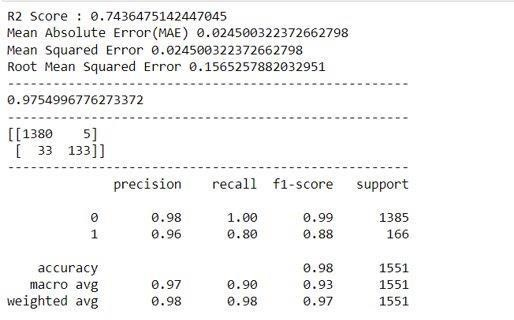 R2 Score : 0.7436475142447045
Mean Absolute Error(MAE) 0.024500322372662798
Mean Squared Error 0.024500322372662798
Root Mean Squared Error 0.1565257882032951
----------------------------------------------------
0.9754996776273372
----------------------------------------------------
[[1380    5]
 [  33  133]]
----------------------------------------------------
              precision    recall  f1-score   support
           0       0.98      1.00      0.99      1385
           1       0.96      0.80      0.88       166
    accuracy                           0.98      1551
   macro avg       0.97      0.90      0.93      1551
weighted avg       0.98      0.98      0.97      1551